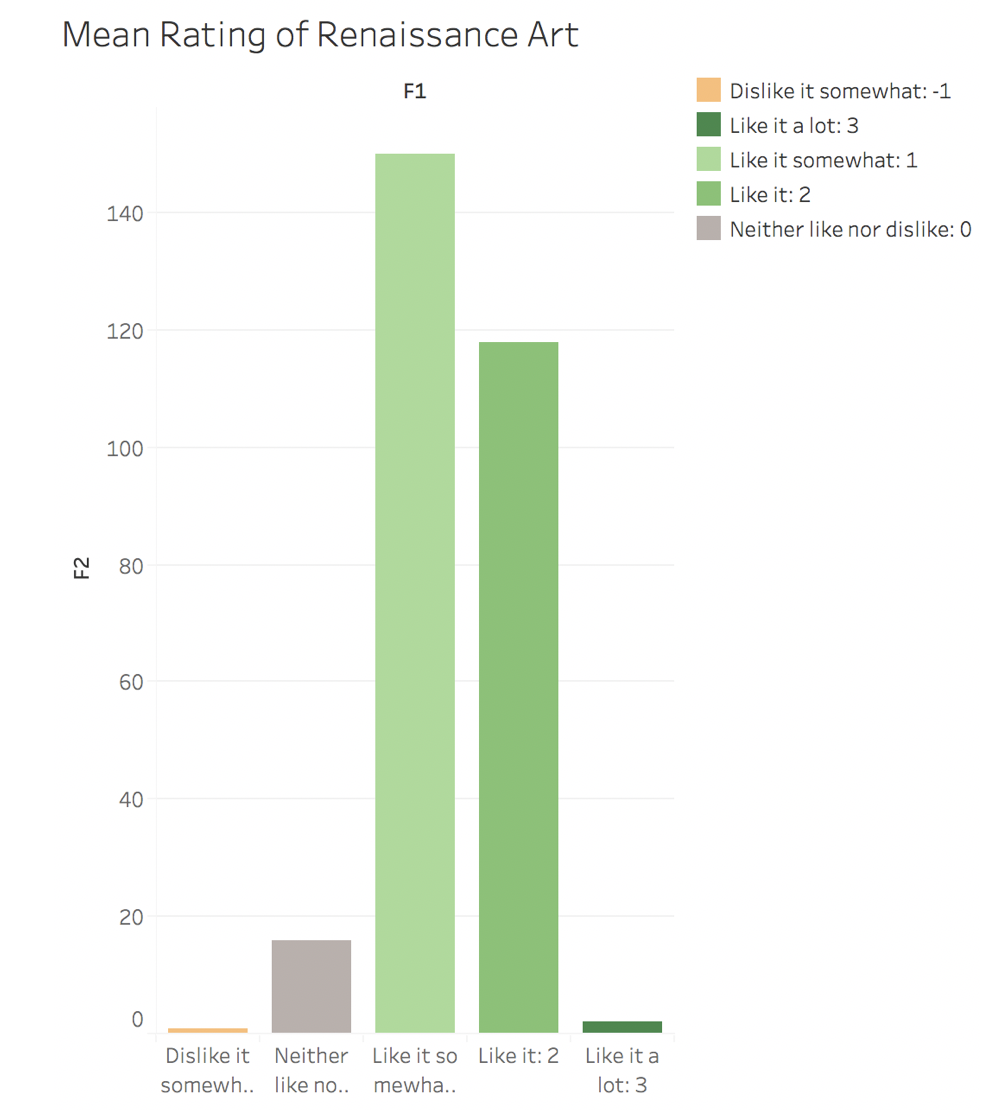 Mean Rating of Renaissance Art
F1
Dislike it somewhat: -1
Like it a lot: 3
Like it somewhat: 1
Like it: 2
Neither like nor dislike: 0
140
120
100
80
60
40
20
0
F2
Dislike it
somewh..
Neither
like no..
Like it so
mewha..
Like it: 2
Like it a
lot: 3